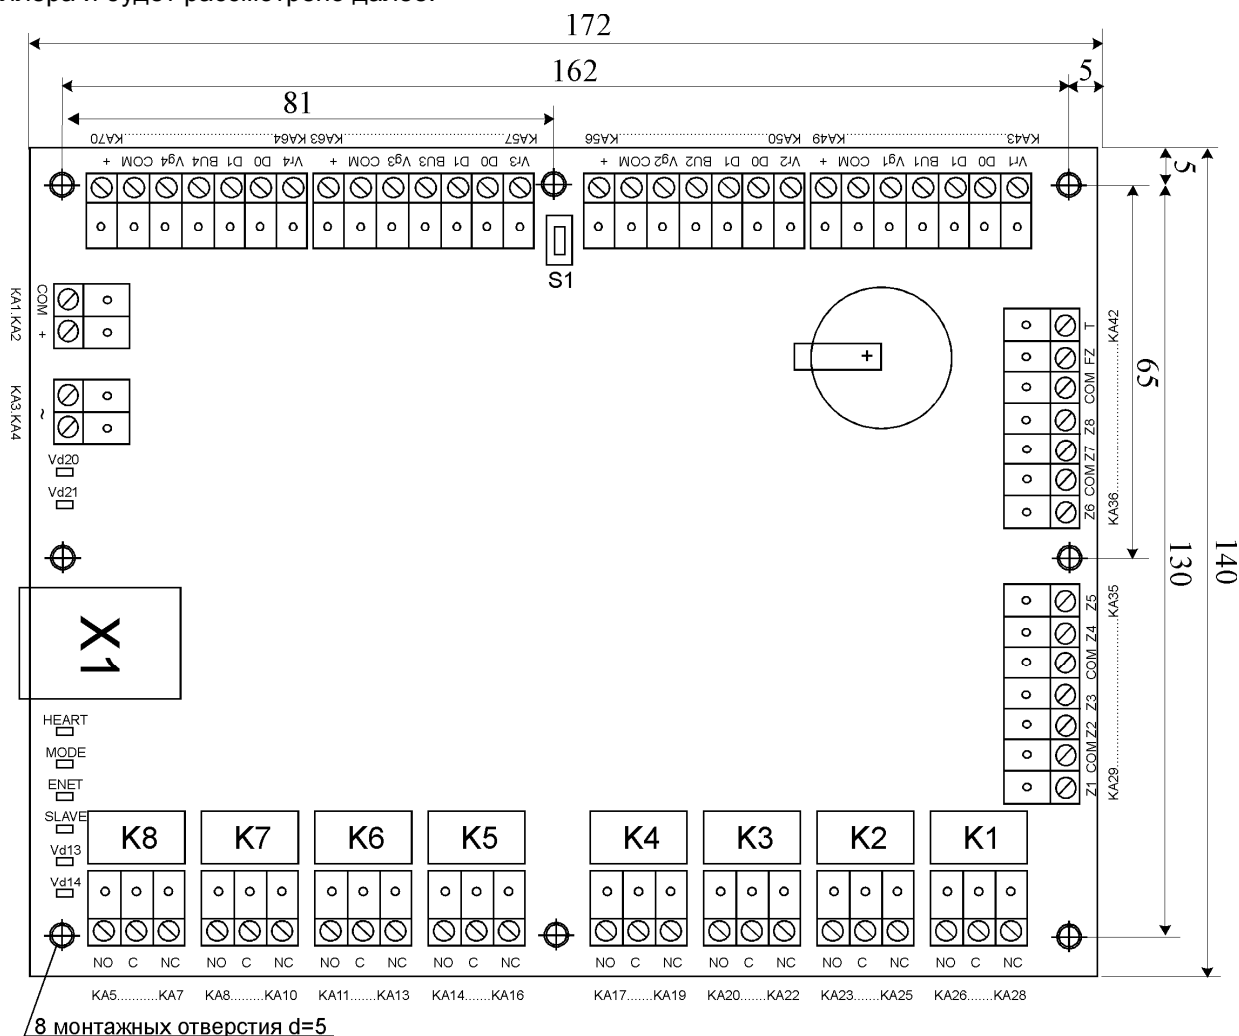 будет рассмотрено далее.
172
162
5
81
KA70 KA64 KA63 KA57 KA56 KA50 KA49 KA43
+ COM Vg4 BU4 D1 D0 Vr4 + COM Vg3 BU3 D1 D0 Vr3 + COM Vg2 BU2 D1 D0 Vr2 + COM Vg1 BU1 D1 D0 Vr1
5
S1
KA1.KA2
COM +
+
T FZ COM Z8 Z7 COM Z6
KA36.........KA42
65
KA3.KA4
~
Vd20
Vd21
130
140
X1
Z5 Z4 COM Z3 Z2 COM Z1
KA29.........KA35
HEART
MODE
ENET
SLAVE
Vd13
Vd14
K8 K7 K6 K5 K4 K3 K2 K1
NO C NC NO C NC NO C NC NO C NC NO C NC NO C NC NO C NC NO C NC
KA5..........KA7 KA8.........KA10 KA11......KA13 KA14......KA16 KA17......KA19 KA20......KA22 KA23......KA25 KA26......KA28
8 монтажных отверстия d=5